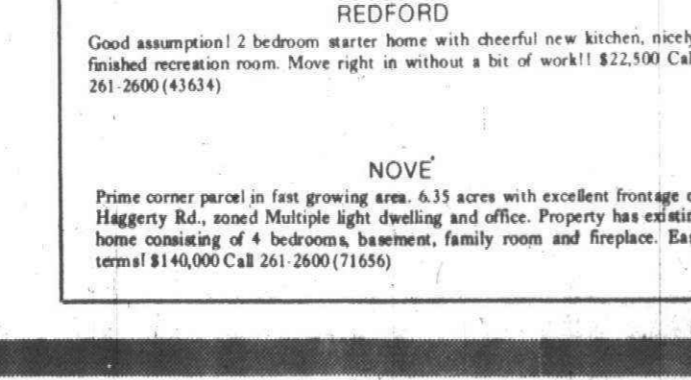 REDFORD
Good assumption! 2 bedroom starter home with cheerful new kitchen, nicely
finished recreation room. Move right in without a bit of work!! $22,500 Call
261-2600 (43634)
NOVE
Prime corner parcel in fast growing area. 6.35 acres with excellent frontage
Haggerty Rd., zoned Multiple light dwelling and office. Property has existin
home consisting of 4 bedrooms, basement, family room and fireplace. Eas
terms! $140,000 Call 261-2600 (71656)